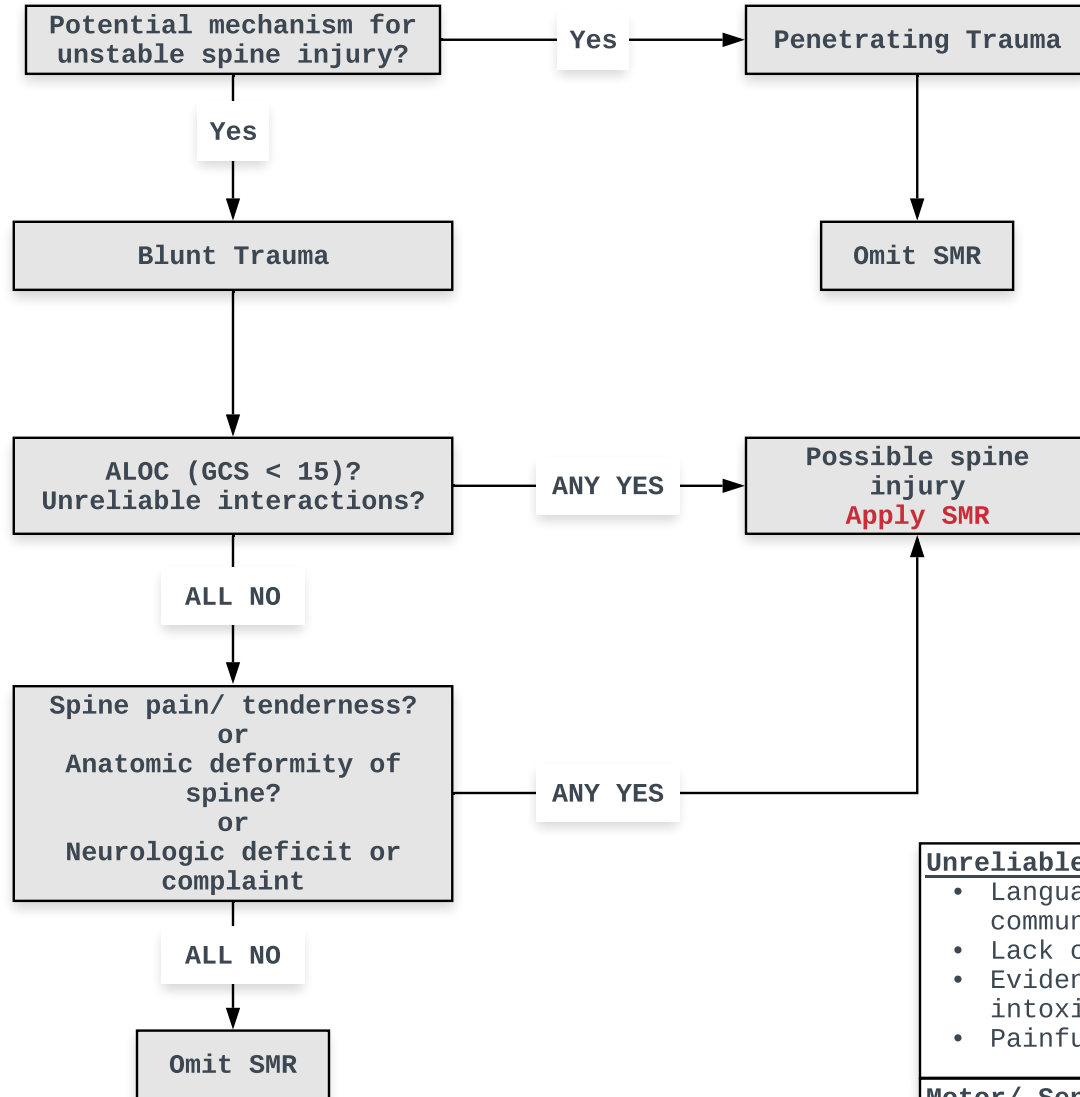 Potential mechanism for
unstable spine injury?
Yes
Penetrating Trauma
Yes
Blunt Trauma
Omit SMR
ALOC (GCS < 15)?
Unreliable interactions?
ANY YES
Possible spine
injury
Apply SMR
ALL NO
Spine pain/ tenderness?
or
Anatomic deformity of
spine?
or
Neurologic deficit or
complaint
ANY YES
ALL NO
Omit SMR
Unreliable
•
•  Lack
•
•